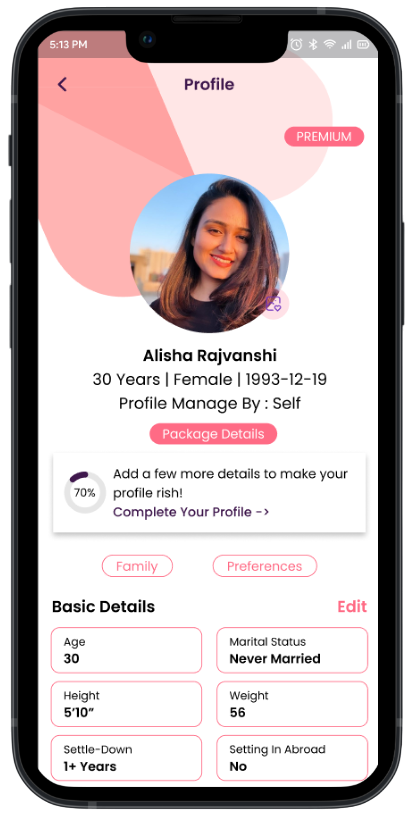 5:13 PM
Profile
PREMIUM
Alisha Rajvanshi
30 Years | Female | 1993-12-19
Profile Manage By : Self
Package Details
70%
Add a few more details to make your
profile rish!
Complete Your Profile ->
Family
Preferences
Basic Details
Edit
Age
30
Marital Status
Never Married
Height
5'10”
Weight
56
Settle-Down
1+ Years
Setting In Abroad
No